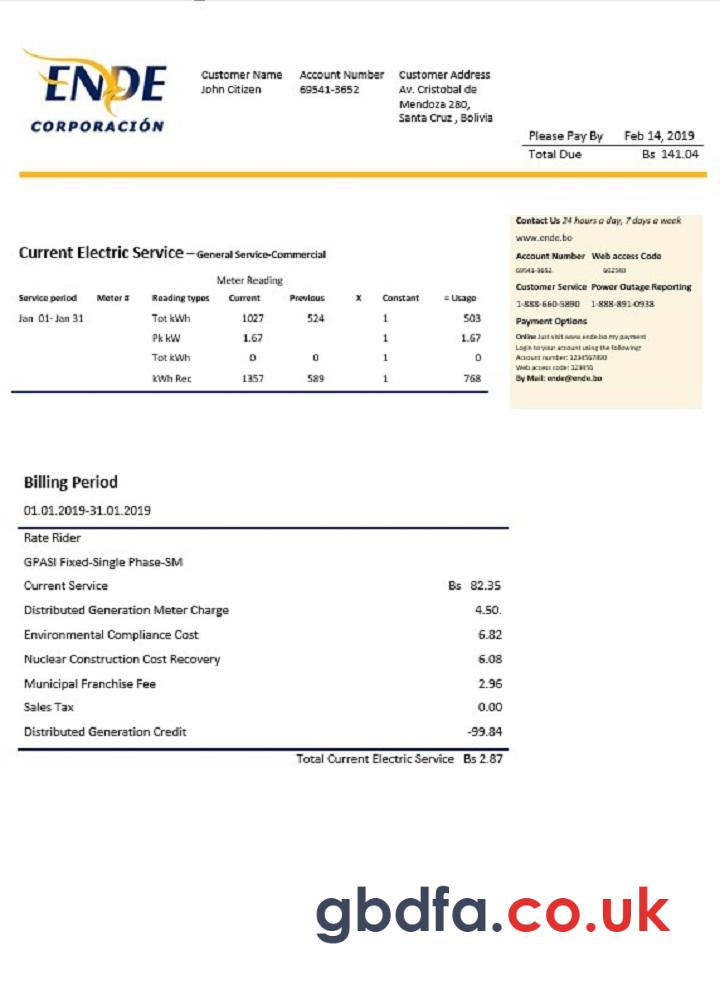 ENDE
CORPORACIÓN
Customer Name Account Number Customer Address
John Citizen 69541-3652 Av. Cristobal de
Mendoza 280,
Santa Cruz , Bolivia
Please Pay By Feb 14, 2019
Total Due Bs 141.04
Contact Us 24 hours a day, 7 days a week
www.ende.bo
Account Number Web access Code
69541-3652
Customer Service Power Outage Reporting
1-888-660-5890 1-888-891-0938
Payment Options
Online Just visit www.ende.bo my payment
Login to your account using the following:
Account number: 1234567890
Web access code: 123456
By Mail: ende@ende.bo
Current Electric Service – General Service-Commercial
Meter Reading
Service period Meter # Reading types Current Previous X Constant = Usage
Jan 01- Jan 31 Tot kWh 1027 524 1 503
Pk kW 1.67 1 1.67
Tot kWh 0 0 1 0
kWh Rec 1357 589 1 768
Billing Period
01.01.2019-31.01.2019
Rate Rider
GPASI Fixed-Single Phase-SM
Current Service Bs 82.35
Distributed Generation Meter Charge 4.50.
Environmental Compliance Cost 6.82
Nuclear Construction Cost Recovery 6.08
Municipal Franchise Fee 2.96
Sales Tax 0.00
Distributed Generation Credit -99.84
Total Current Electric Service Bs 2.87
gbdfa.co.uk